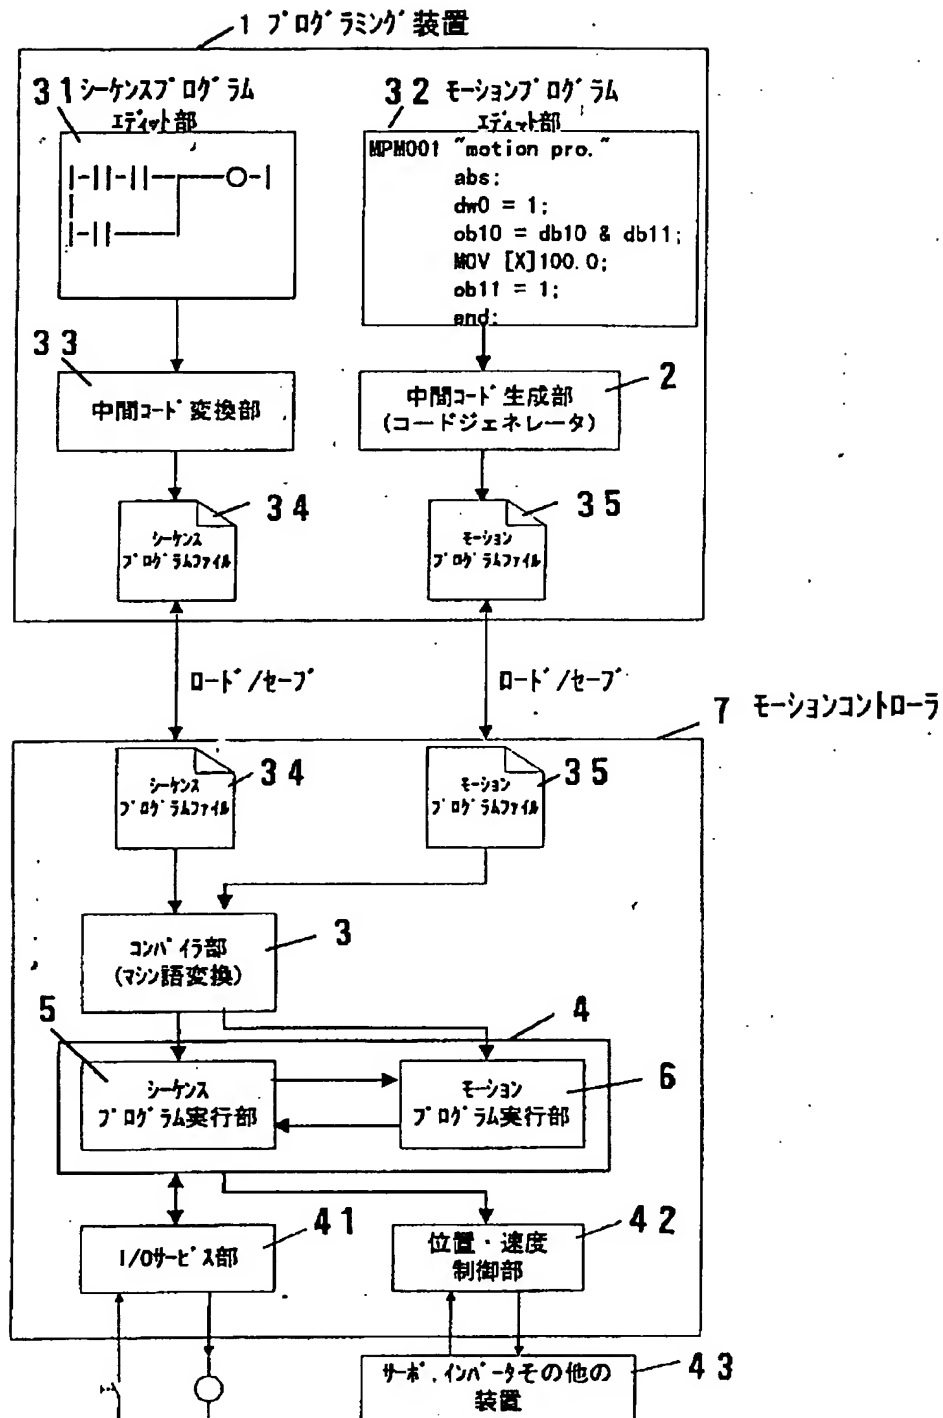 1 プログラミング装置
31 シーケンスプログラム
エディット部
32 モーションプログラム
エディット部
MPM001 "motion pro."
abs;
dw0 = 1;
ob10 = db10 & db11;
MOV [X]100.0;
ob11 = 1;
end;
33
中間コード変換部
2
中間コード生成部
(コードジェネレータ)
34
シーケンス
プログラムファイル
35
モーション
プログラムファイル
ロード/セーブ
ロード/セーブ
7 モーションコントローラ
34
シーケンス
プログラムファイル
35
モーション
プログラムファイル
3
コンパイラ部
(マシン語変換)
5
4
シーケンス
プログラム実行部
6
モーション
プログラム実行部
41
I/Oサービス部
42
位置・速度
制御部
43
サーボ,インバータその他の
装置